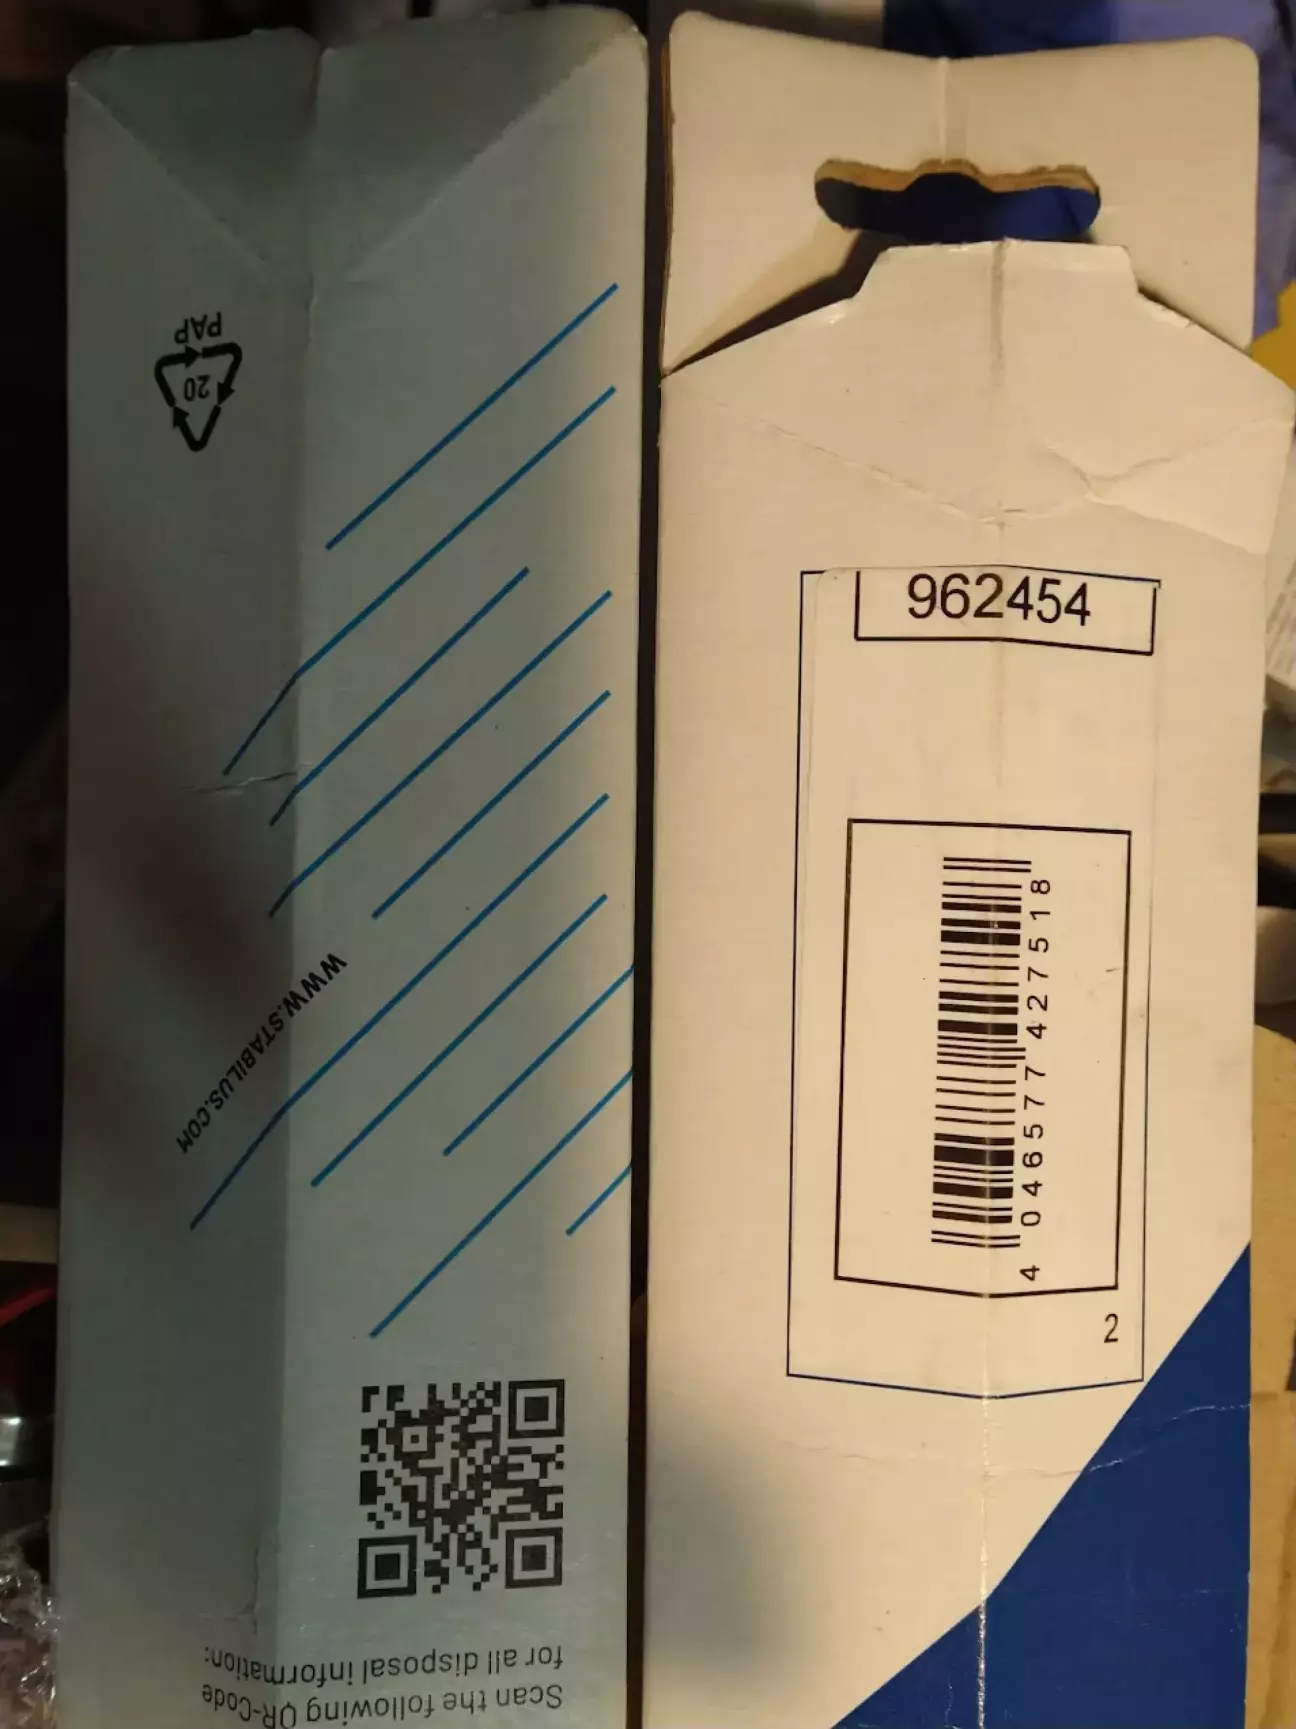 PAP
20
WWW.STABILUS.COM
Scan the following QR-Code
for all disposal information:
962454
4 046577 427518
2